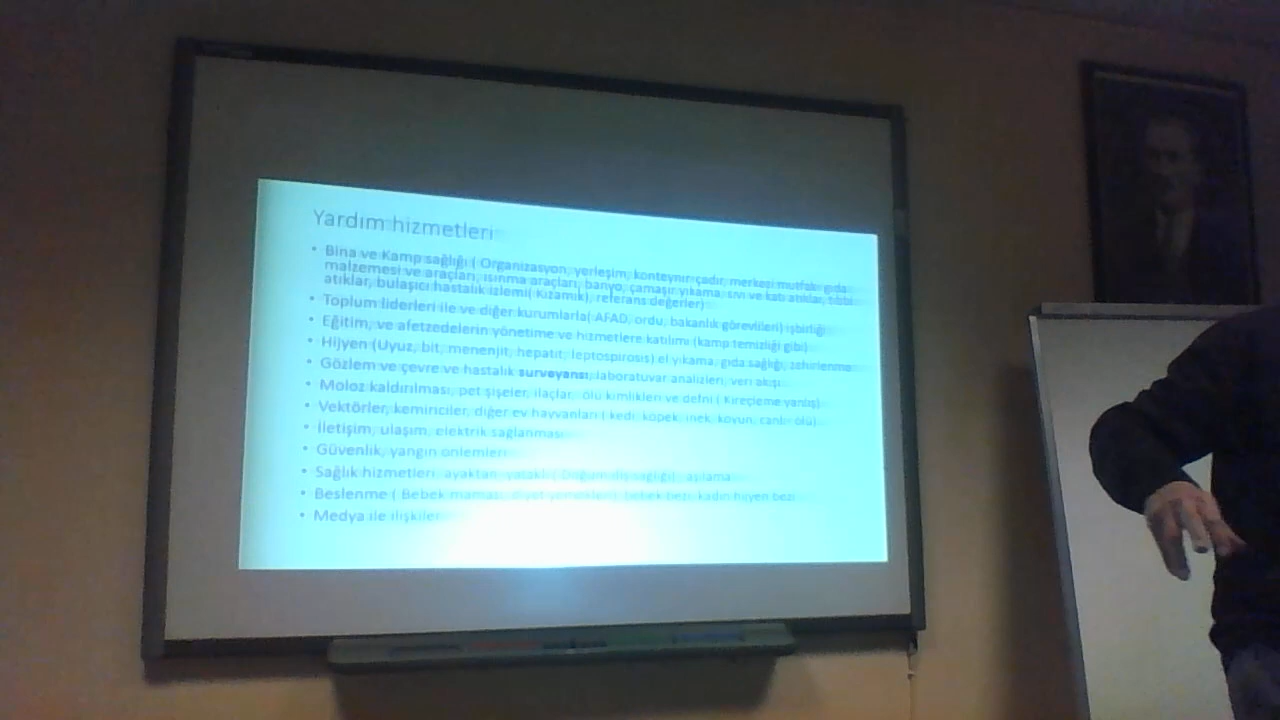 Yardım hizmetleri
• Bina ve Kamp sağlığı ( Organizasyon, yerleşim, konteynır-çadır, merkesi mutfak, gıda
malzemesi ve araçları, ısınma araçları, banyo, çamaşır yıkama, sıvı ve katı atıklar, tıbbi
atıklar, bulaşıcı hastalık izlemi( Kızamık), referans değerler)
• Toplum liderleri ile ve diğer kurumlarla( AFAD, ordu, bakanlık görevlileri) işbirliği
• Eğitim, ve afetzedelerin yönetime ve hizmetlere katılımı (kamp temizliği gibi)
• Hijyen (Uyuz, bit, menenjit, hepatit, leptospirosis) el yıkama, gıda sağlığı, zehirlenme
• Gözlem ve çevre ve hastalık surveyansı, laboratuvar analizleri, veri akışı
• Moloz kaldırılması, pet şişeler, ilaçlar, ölü kimlikleri ve defni ( Kireçleme yanlış)
• Vektörler, kemiriciler, diğer ev hayvanları ( kedi, köpek, inek, koyun, canlı- ölü)
• İletişim, ulaşım, elektrik sağlanması
• Güvenlik, yangın önlemleri
• Sağlık hizmetleri, ayaktan, yataklı ( Doğum, diş sağlığı), aşılama
• Beslenme ( Bebek maması, diyet yemekleri), bebek bezi, kadın hijyen bezi
• Medya ile ilişkiler